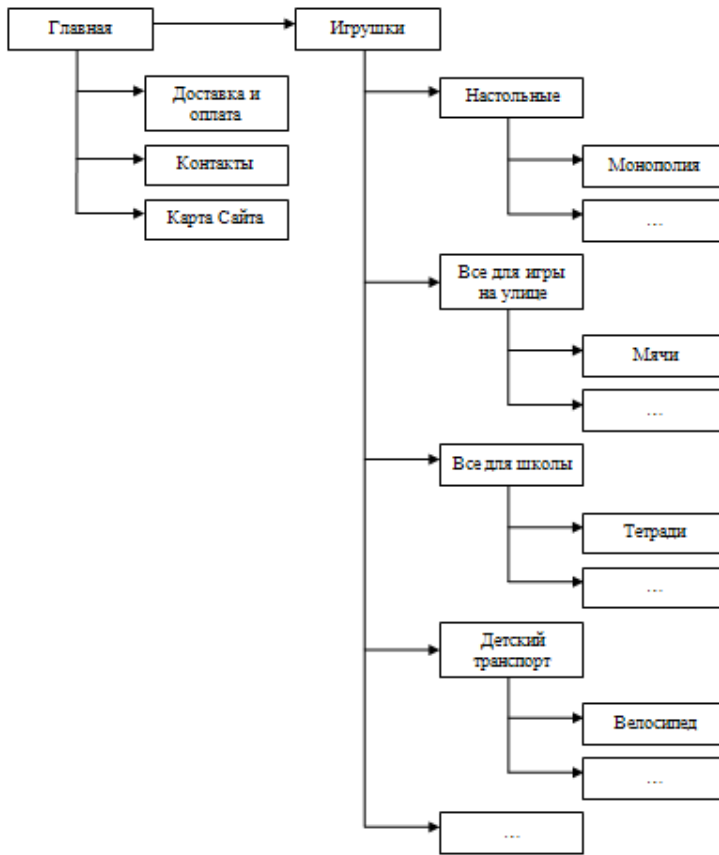 Главная
Игрушки
Доставка и
оплата
Контакты
Карта Сайта
Настольные
Монополия
...
Все для игры
на улице
Мячи
...
Все для школы
Тетради
...
Детский
транспорт
Велосипед
...
...